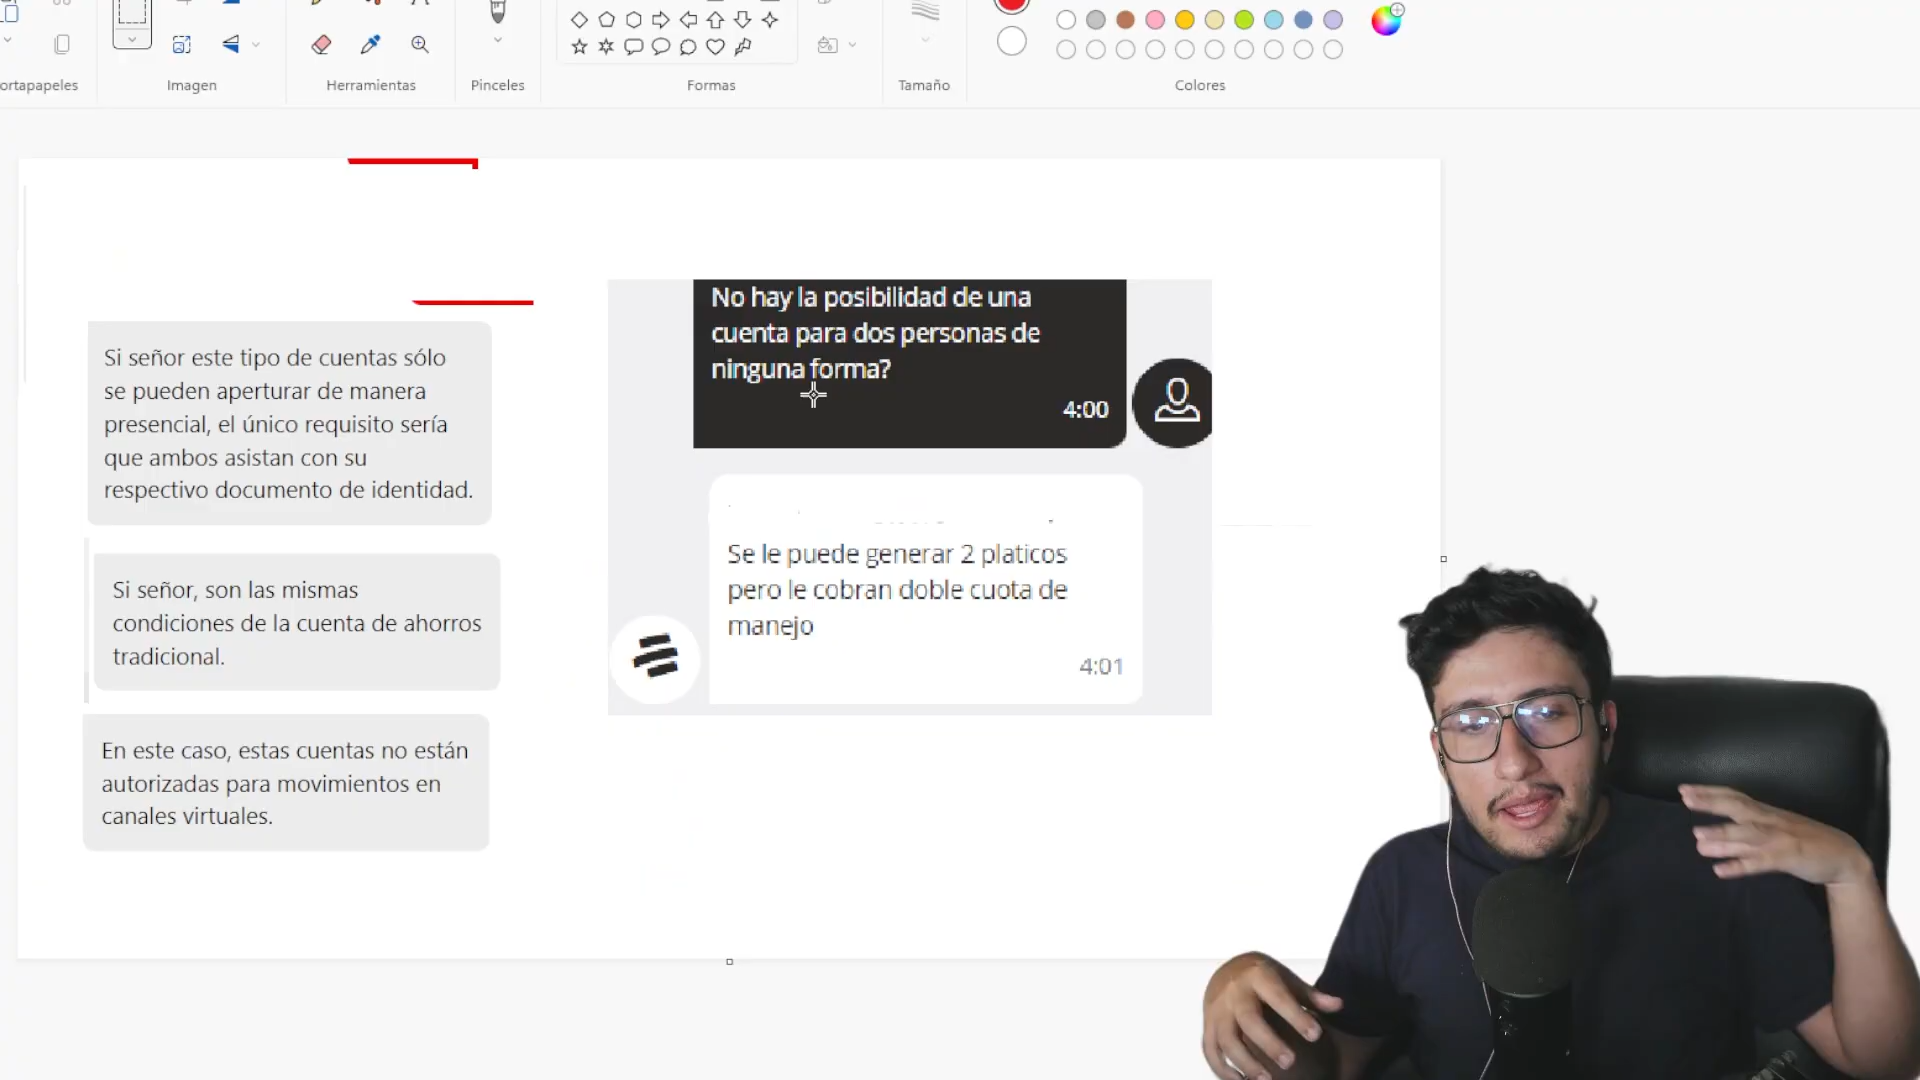 ortapapeles
Imagen
Herramientas
Pinceles
Formas
Tamaño
Colores
Si señor este tipo de cuentas sólo
se pueden aperturar de manera
presencial, el único requisito sería
que ambos asistan con su
respectivo documento de identidad.
Si señor, son las mismas
condiciones de la cuenta de ahorros
tradicional.
En este caso, estas cuentas no están
autorizadas para movimientos en
canales virtuales.
No hay la posibilidad de una
cuenta para dos personas de
ninguna forma?
4:00
Se le puede generar 2 platicos
pero le cobran doble cuota de
manejo
4:01